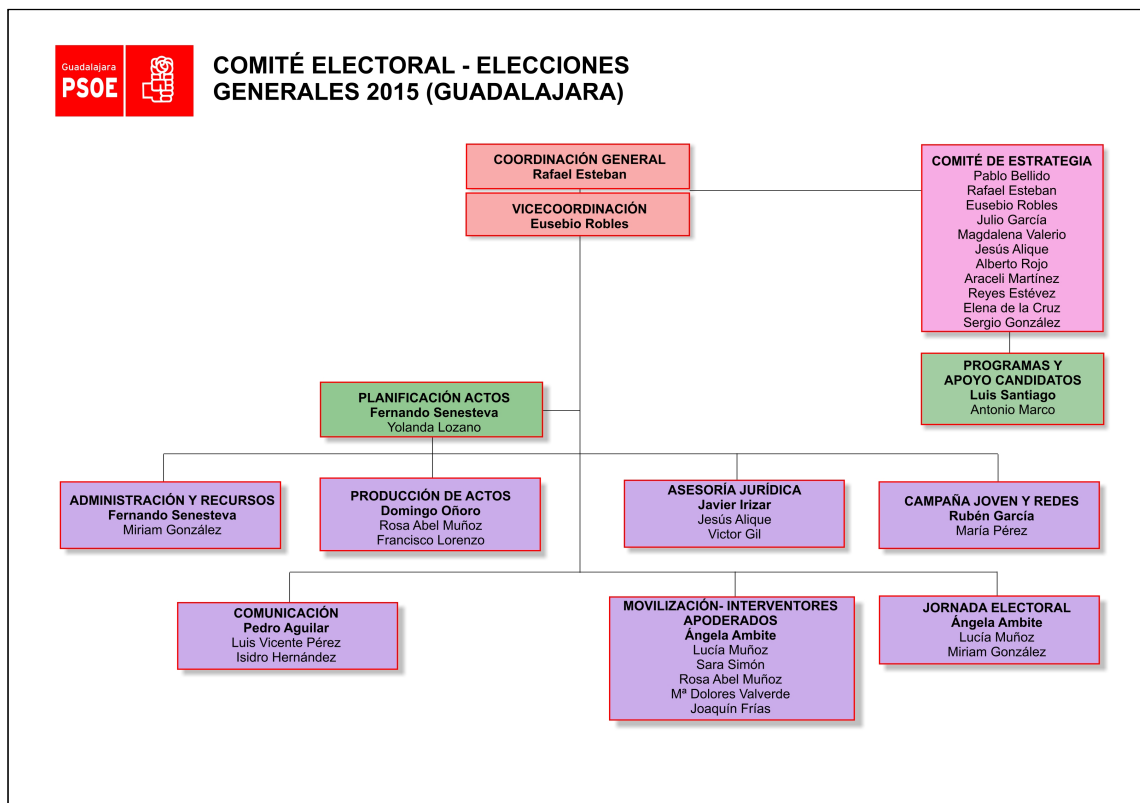 Guadalajara
PSOE
COMITÉ ELECTORAL - ELECCIONES
GENERALES 2015 (GUADALAJARA)
COORDINACIÓN GENERAL
Rafael Esteban
VICECOORDINACIÓN
Eusebio Robles
COMITÉ DE ESTRATEGIA
Pablo Bellido
Rafael Esteban
Eusebio Robles
Julio García
Magdalena Valerio
Jesús Alique
Alberto Rojo
Araceli Martínez
Reyes Estévez
Elena de la Cruz
Sergio González
PROGRAMAS Y
APOYO CANDIDATOS
Luis Santiago
Antonio Marco
PLANIFICACIÓN ACTOS
Fernando Senesteva
Yolanda Lozano
ADMINISTRACIÓN Y RECURSOS
Fernando Senesteva
Miriam González
PRODUCCIÓN DE ACTOS
Domingo Oñoro
Rosa Abel Muñoz
Francisco Lorenzo
ASESORÍA JURÍDICA
Javier Irizar
Jesús Alique
Victor Gil
CAMPAÑA JOVEN Y REDES
Rubén García
María Pérez
COMUNICACIÓN
Pedro Aguilar
Luis Vicente Pérez
Isidro Hernández
MOVILIZACIÓN- INTERVENTORES
APODERADOS
Ángela Ambite
Lucía Muñoz
Sara Simón
Rosa Abel Muñoz
Mª Dolores Valverde
Joaquín Frías
JORNADA ELECTORAL
Ángela Ambite
Lucía Muñoz
Miriam González